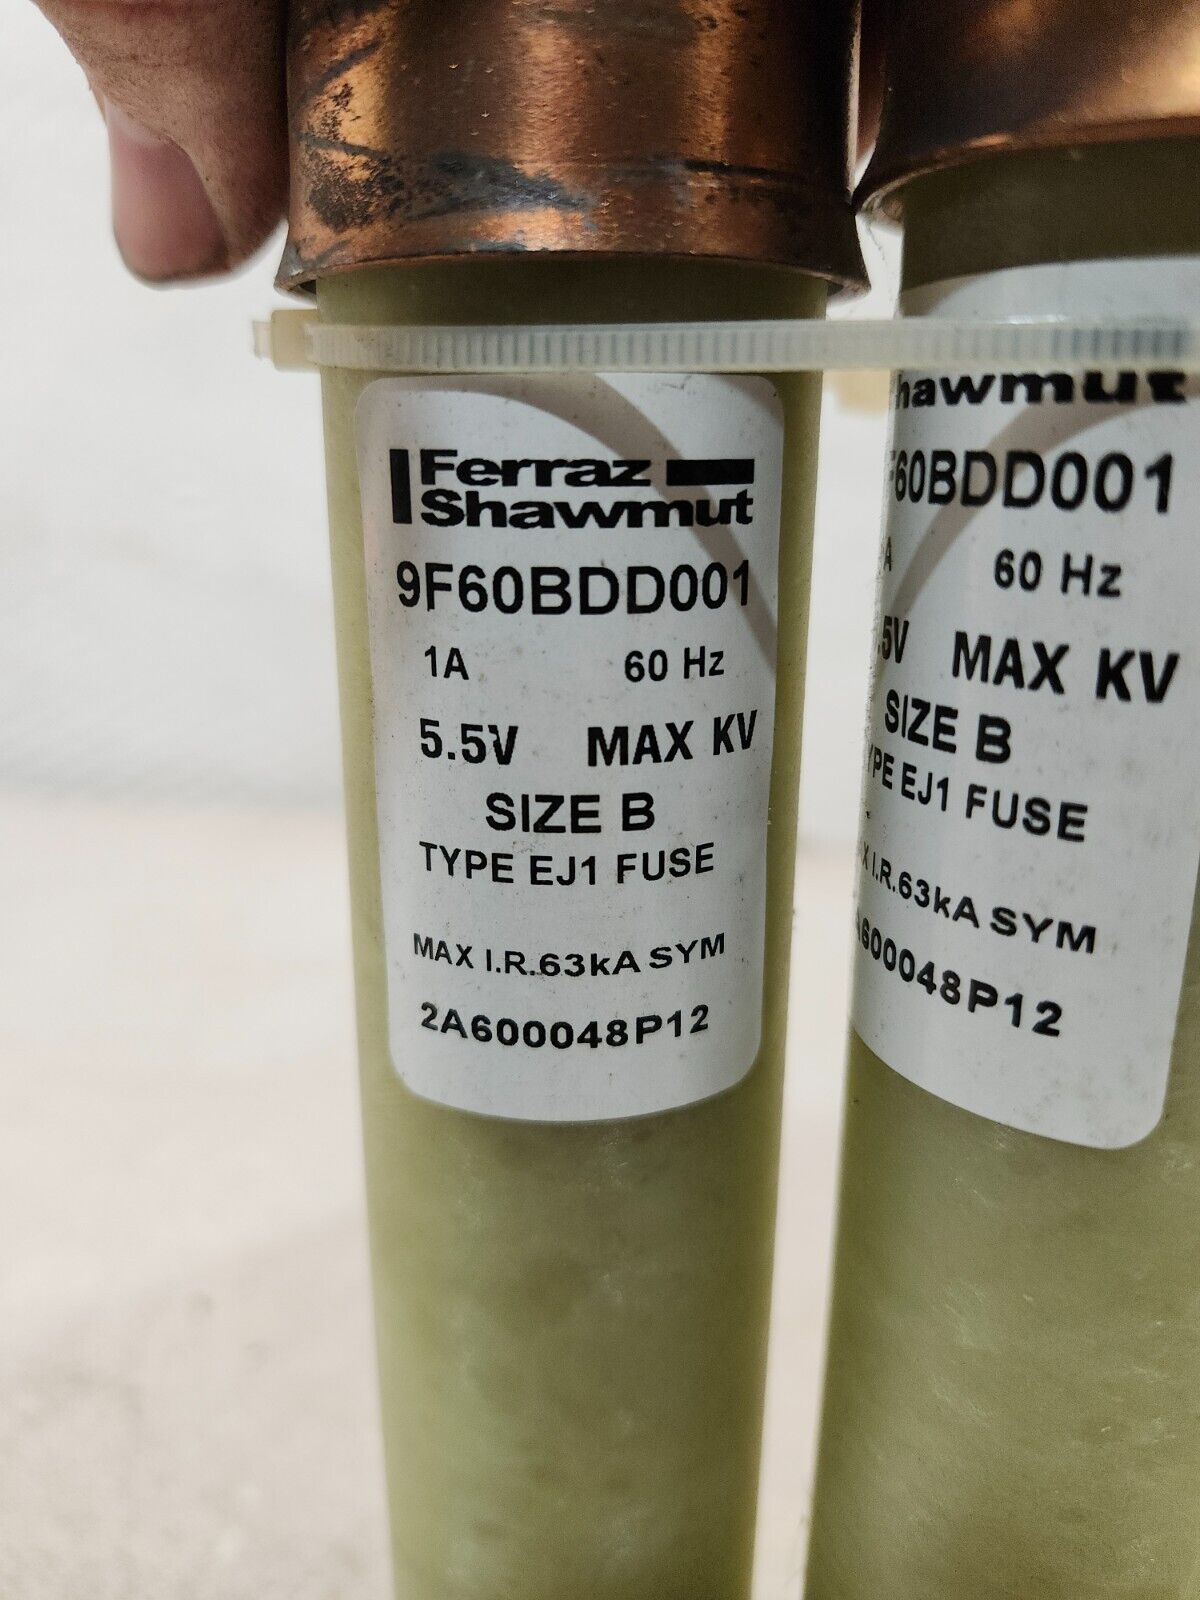 Ferraz
Shawmut
9F60BDD001
1A 60 Hz
5.5V MAX KV
SIZE B
TYPE EJ1 FUSE
MAX I.R.63kA SYM
2A600048P12
hawmut
F60BDD001
A 60 Hz
.5V MAX KV
SIZE B
YPE EJ1 FUSE
X I.R.63kA SYM
A600048P12